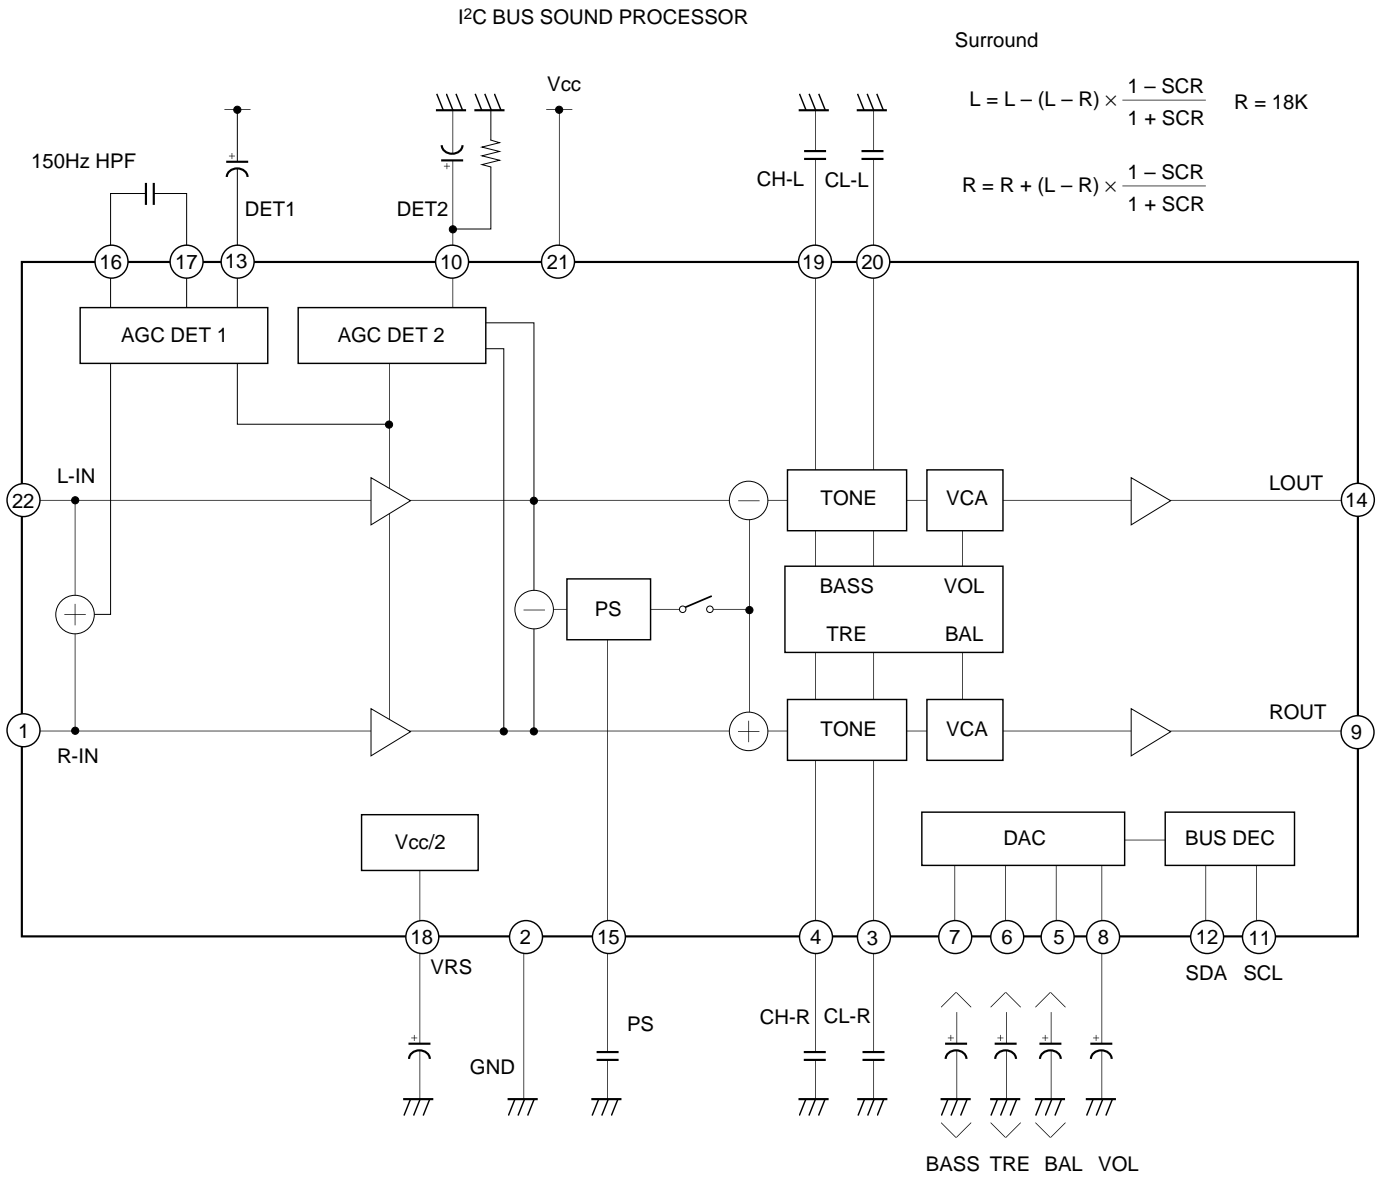 I²C BUS SOUND PROCESSOR
Surround
L = L – (L – R) × 1 – SCR / 1 + SCR R = 18K
R = R + (L – R) × 1 – SCR / 1 + SCR
Vcc
150Hz HPF
DET1
DET2
CH-L
CL-L
16
17
13
10
21
19
20
AGC DET 1
AGC DET 2
22
L-IN
TONE
VCA
LOUT
14
PS
BASS
VOL
TRE
BAL
1
R-IN
TONE
VCA
ROUT
9
Vcc/2
DAC
BUS DEC
18
2
15
4
3
7
6
5
8
12
11
VRS
SDA
SCL
GND
PS
CH-R
CL-R
+
+
+
+
+
+
+
BASS
TRE
BAL
VOL